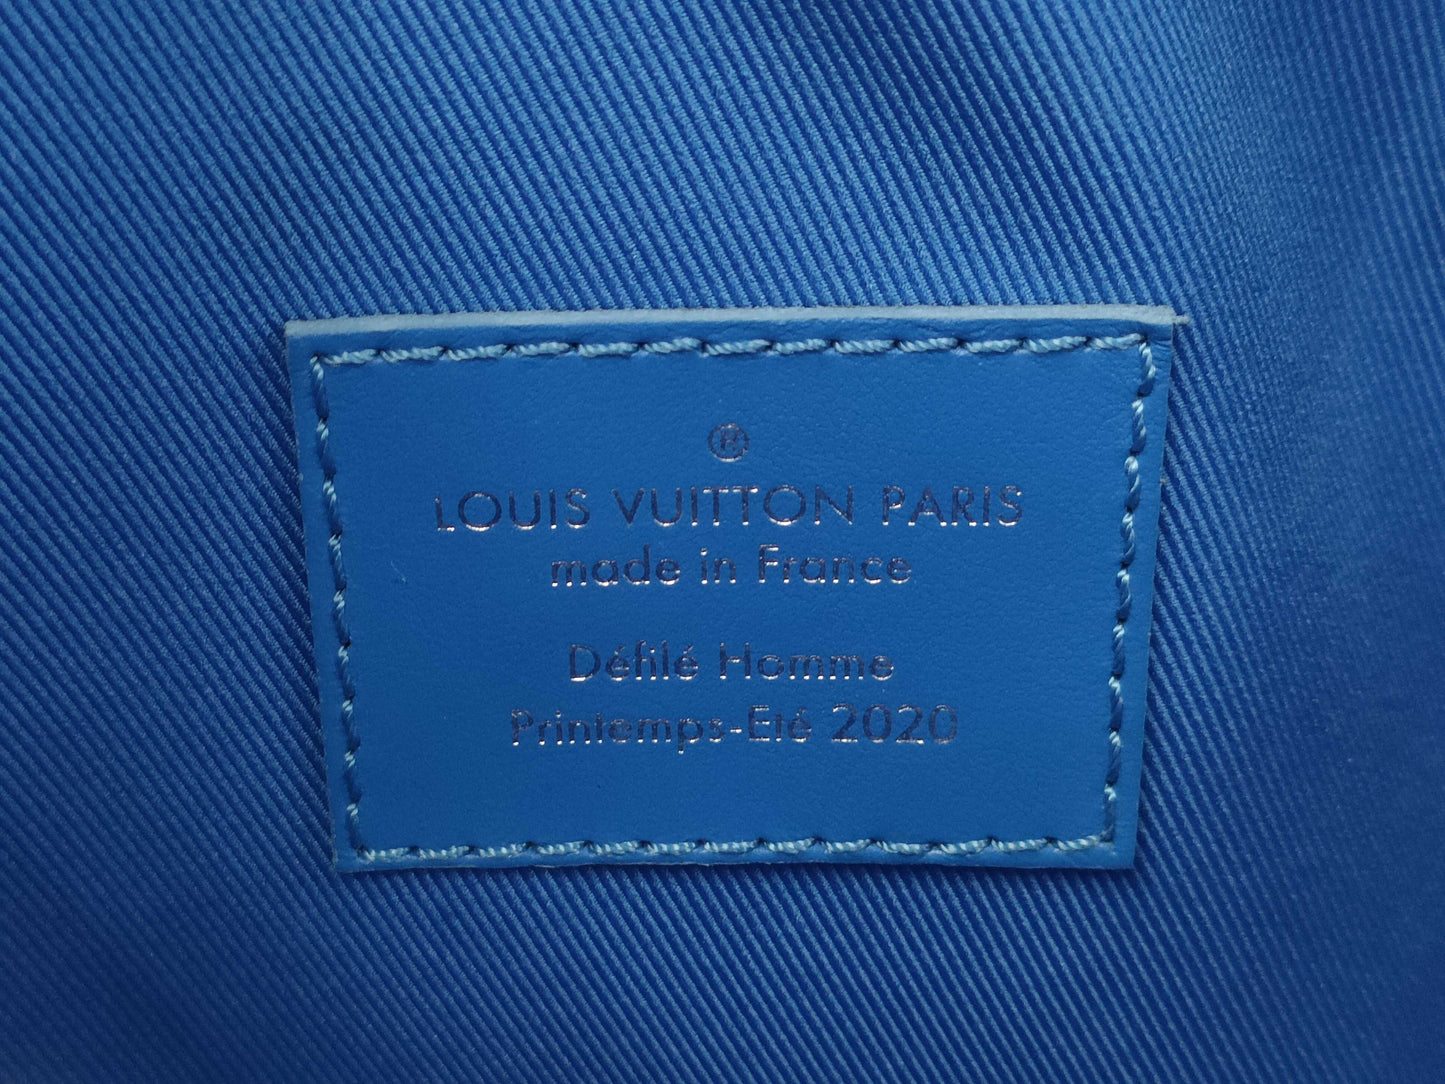 ®
LOUIS VUITTON PARIS
made in France
Défilé Homme
Printemps-Eté 2020